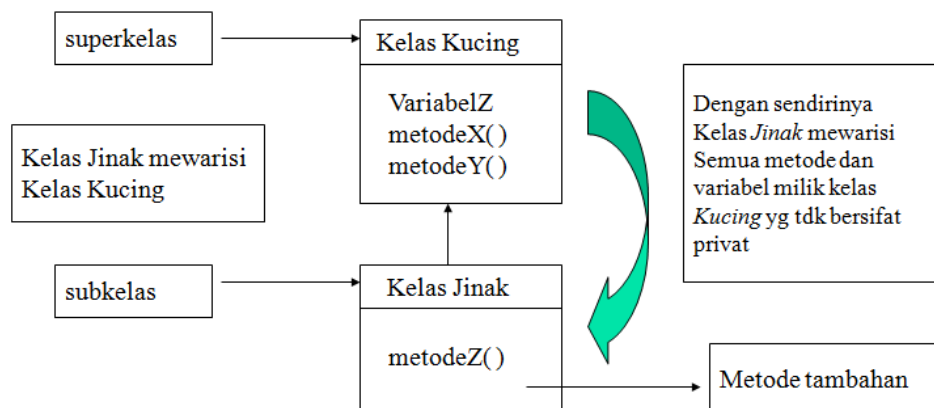 superkelas
Kelas Kucing
VariabelZ
metodeX( )
metodeY( )
Kelas Jinak mewarisi
Kelas Kucing
Dengan sendirinya
Kelas Jinak mewarisi
Semua metode dan
variabel milik kelas
Kucing yg tdk bersifat
privat
subkelas
Kelas Jinak
metodeZ( )
Metode tambahan